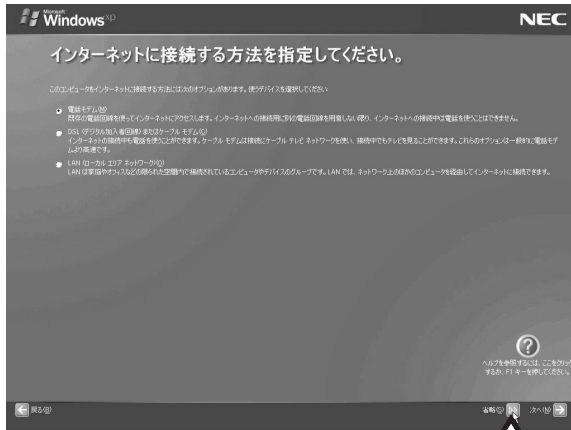 Microsoft
Windows xp
NEC
インターネットに接続する方法を指定してください。
このコンピュータをインターネットに接続する方法には次のオプションがあります。使うデバイスを選択してください
電話モデム(M)
既存の電話回線を使ってインターネットにアクセスします。インターネットへの接続用に別の電話回線を用意しない限り、インターネットへの接続中は電話を使うことはできません。
DSL (デジタル加入者回線) またはケーブル モデム(C)
インターネットの接続中も電話を使うことができます。ケーブル モデムは接続にケーブル テレビ ネットワークを使い、接続中でもテレビを見ることができます。これらのオプションは一般的に電話モデ
ムより高速です。
LAN (ローカル エリア ネットワーク)(O)
LAN は家庭やオフィスなどの限られた空間内で接続されているコンピュータやデバイスのグループです。LAN では、ネットワーク上のほかのコンピュータを経由してインターネットに接続できます。
ヘルプを参照するには、ここをクリック
するか、F1 キーを押してください。
戻る(B)
省略(S)
次へ(N)